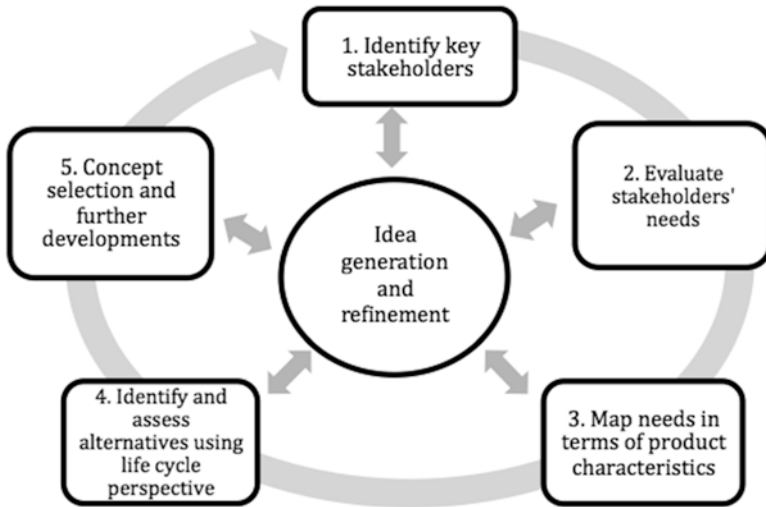 1. Identify key
stakeholders
2. Evaluate
stakeholders'
needs
3. Map needs in
terms of product
characteristics
4. Identify and
assess
alternatives using
life cycle
perspective
5. Concept
selection and
further
developments
Idea
generation
and
refinement